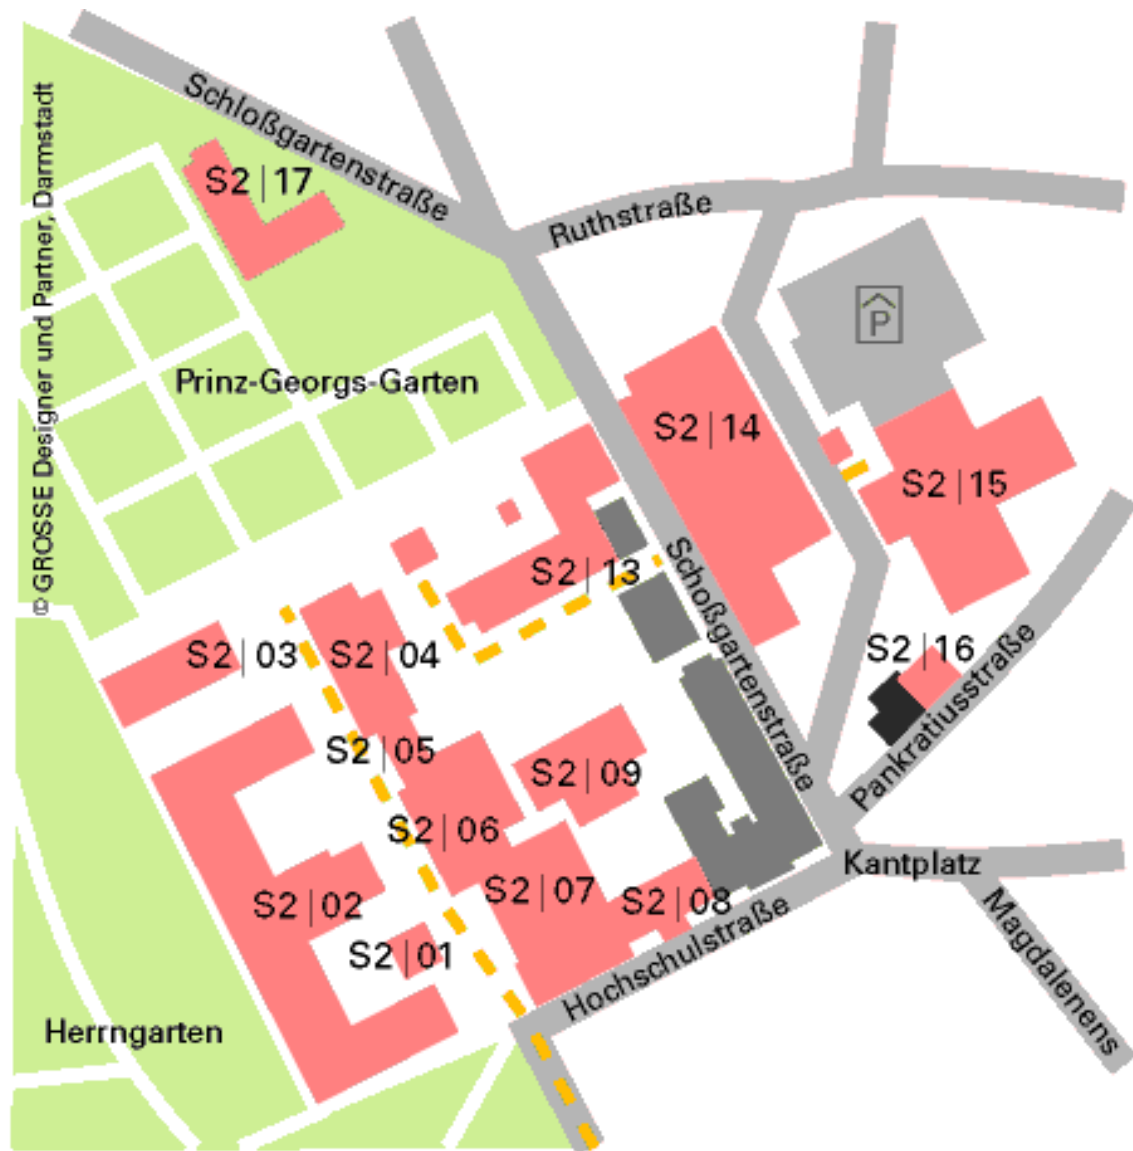 © GROSSE Designer und Partner, Darmstadt
Schloßgartenstraße
S2 | 17
Ruthstraße
P
Prinz-Georgs-Garten
S2 | 14
S2 | 15
S2 | 13
Schoßgartenstraße
S2 | 03
S2 | 04
S2 | 16
Pankratiusstraße
S2 | 05
S2 | 09
S2 | 06
Kantplatz
S2 | 07
S2 | 08
S2 | 02
Magdalenens
S2 | 01
Hochschulstraße
Herrngarten